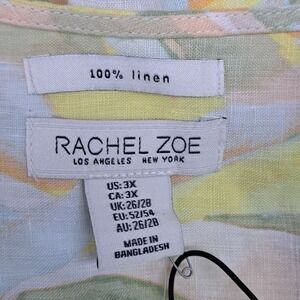 100% linen
RACHEL ZOE
LOS ANGELES NEW YORK
US: 3X
CA: 3X
UK: 26/28
EU: 52/54
AU: 26/28
MADE IN
BANGLADESH